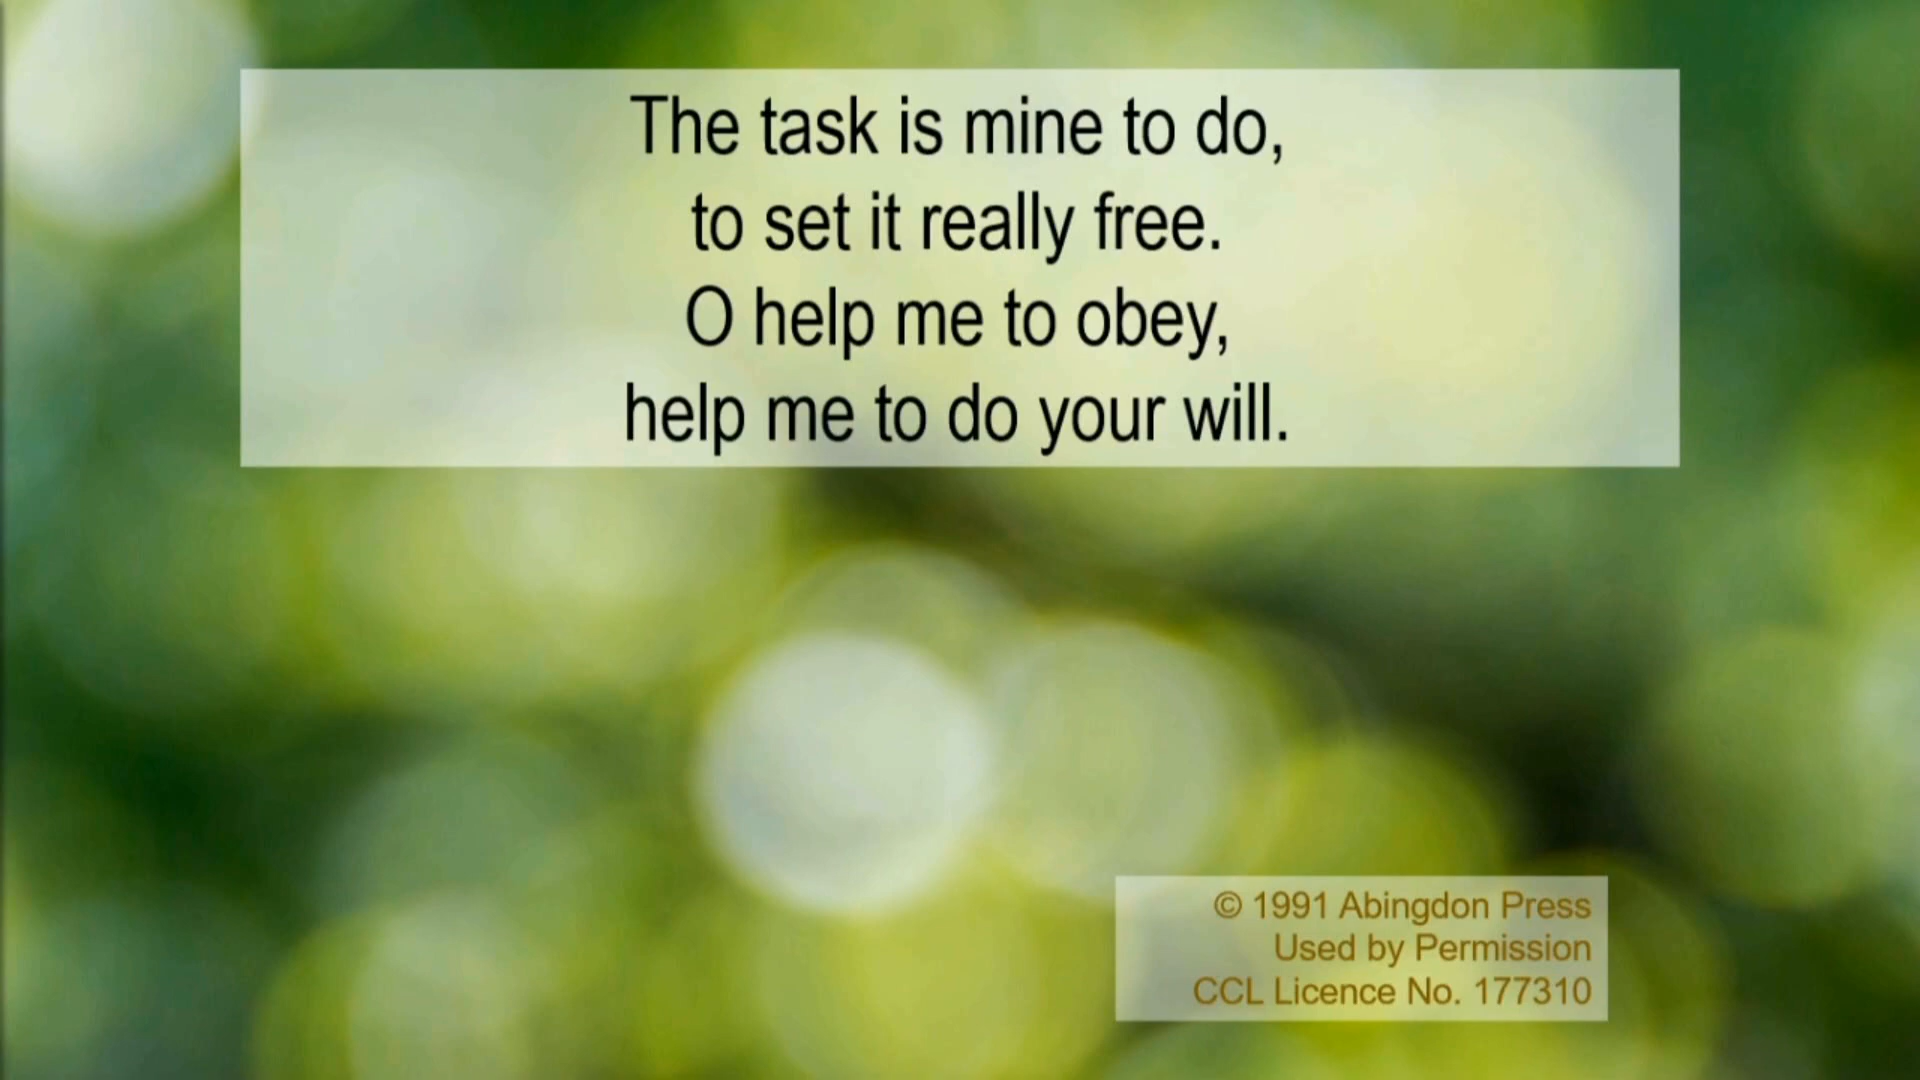 The task is mine to do,
to set it really free.
O help me to obey,
help me to do your will.
© 1991 Abingdon Press
Used by Permission
CCL Licence No. 177310